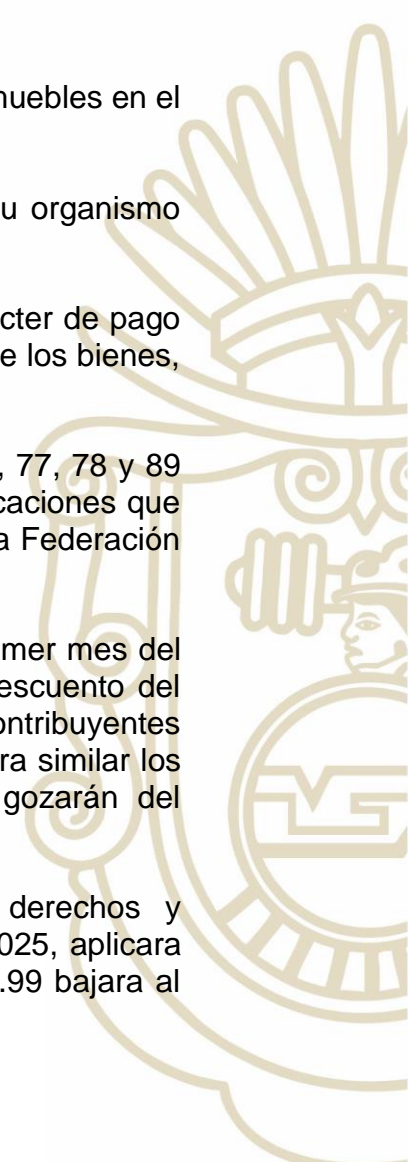 nuebles en el
u organismo
cter de pago
e los bienes,
, 77, 78 y 89
caciones que
a Federación
mer mes del
escuento del
ontribuyentes
ra similar los
gozarán del
derechos y
025, aplicara
.99 bajara al